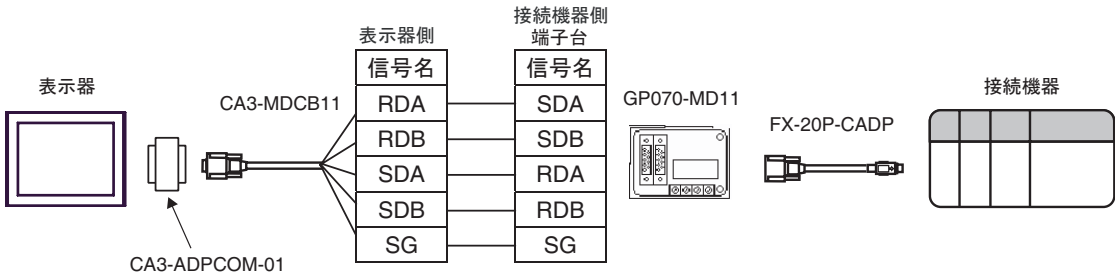 表示器
CA3-ADPCOM-01
CA3-MDCB11
表示器側
信号名
RDA
RDB
SDA
SDB
SG
接続機器側
端子台
信号名
SDA
SDB
RDA
RDB
SG
GP070-MD11
FX-20P-CADP
接続機器